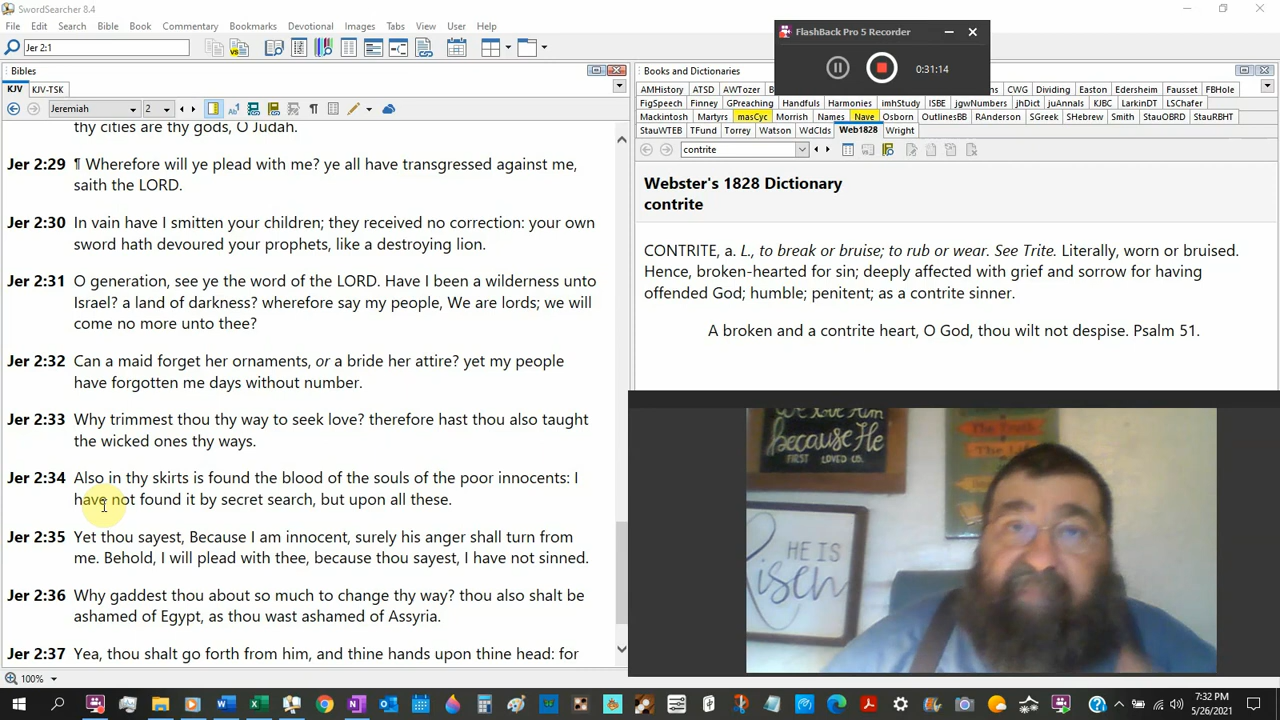 SwordSearcher 8.4
File Edit Search Bible Book Commentary Bookmarks Devotional Images Tabs View User Help
Jer 2:1
FlashBack Pro 5 Recorder
0:31:14
Bibles
KJV KJV-TSK
Jeremiah 2
thy cities are thy gods, O Judah.
Jer 2:29 ¶ Wherefore will ye plead with me? ye all have transgressed against me,
saith the LORD.
Jer 2:30 In vain have I smitten your children; they received no correction: your own
sword hath devoured your prophets, like a destroying lion.
Jer 2:31 O generation, see ye the word of the LORD. Have I been a wilderness unto
Israel? a land of darkness? wherefore say my people, We are lords; we will
come no more unto thee?
Jer 2:32 Can a maid forget her ornaments, or a bride her attire? yet my people
have forgotten me days without number.
Jer 2:33 Why trimmest thou thy way to seek love? therefore hast thou also taught
the wicked ones thy ways.
Jer 2:34 Also in thy skirts is found the blood of the souls of the poor innocents: I
have not found it by secret search, but upon all these.
Jer 2:35 Yet thou sayest, Because I am innocent, surely his anger shall turn from
me. Behold, I will plead with thee, because thou sayest, I have not sinned.
Jer 2:36 Why gaddest thou about so much to change thy way? thou also shalt be
ashamed of Egypt, as thou wast ashamed of Assyria.
Jer 2:37 Yea, thou shalt go forth from him, and thine hands upon thine head: for
100%
Books and Dictionaries
AMHistory ATSD AWTozer CWG Dividing Easton Edersheim Fausset FBHole
FigSpeech Finney GPreaching Handfuls Harmonies imhStudy ISBE jgwNumbers jhDict juAnnals KJBC LarkinDT LSChafer
Mackintosh Martyrs masCyc Morrish Names Nave Osborn OutlinesBB RAnderson SGreek SHebrew Smith StauOBRD StauRBHT
StauWTEB TFund Torrey Watson WdClds Web1828 Wright
contrite
Webster's 1828 Dictionary
contrite
CONTRITE, a. L., to break or bruise; to rub or wear. See Trite. Literally, worn or bruised.
Hence, broken-hearted for sin; deeply affected with grief and sorrow for having
offended God; humble; penitent; as a contrite sinner.
A broken and a contrite heart, O God, thou wilt not despise. Psalm 51.
We love Him
because He
FIRST LOVED US.
The Truth
The Life
HE IS
Risen
7:32 PM
5/26/2021